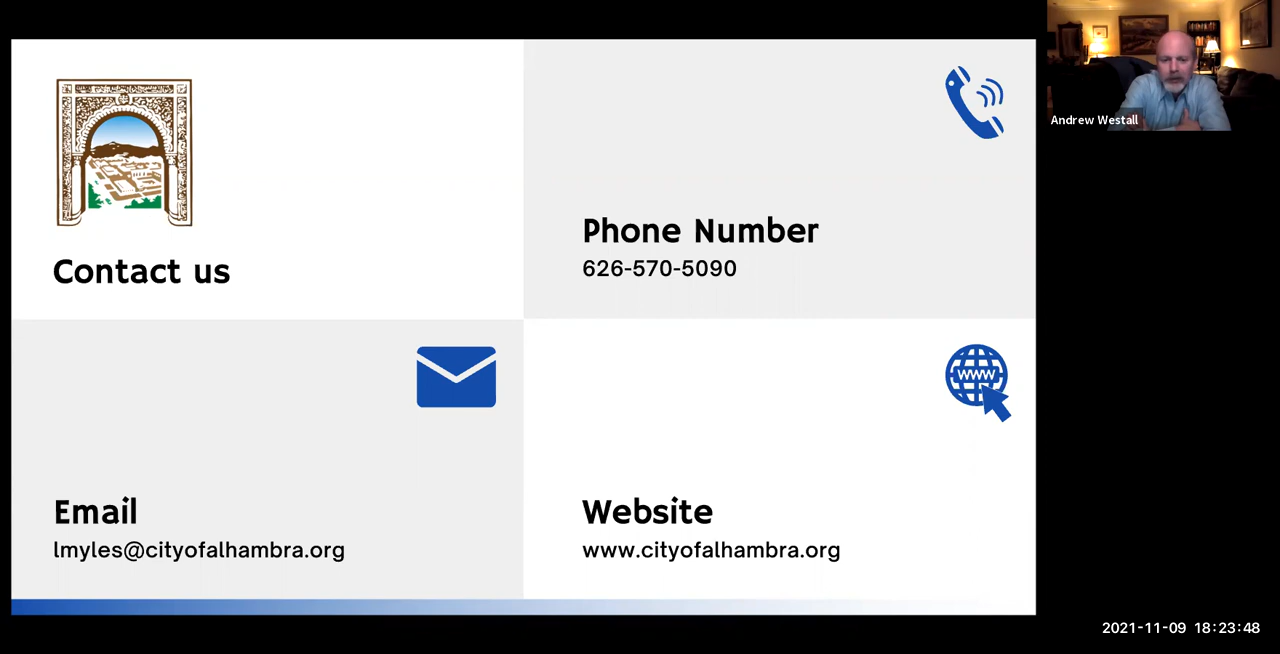 Contact us
Phone Number
626-570-5090
WWW
Email
lmyles@cityofalhambra.org
Website
www.cityofalhambra.org
Andrew Westall
2021-11-09 18:23:48